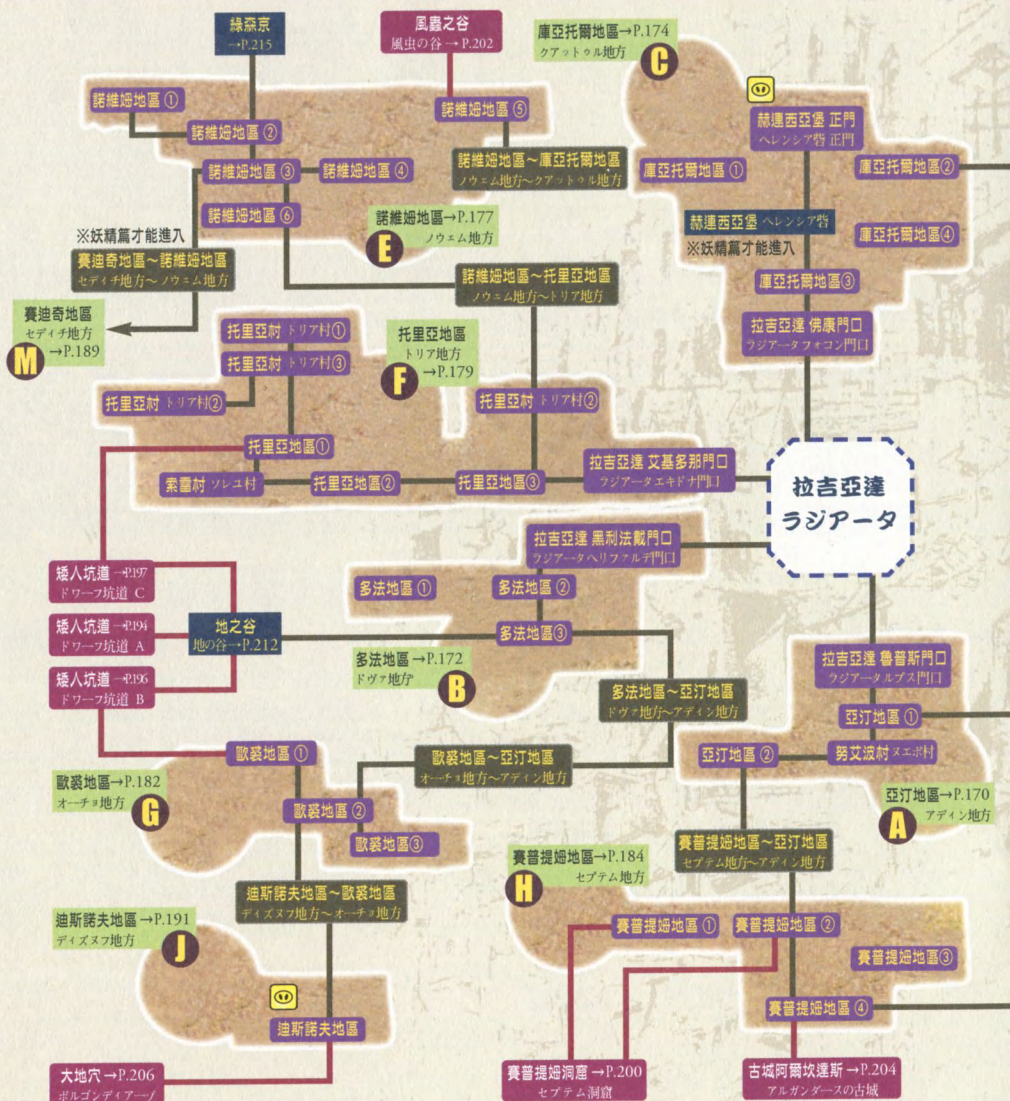 綠森京
→P.215
風蟲之谷
風虫の谷 → P.202
庫亞托爾地區→P.174
クアットゥル地方
C
諾維姆地區 ①
諾維姆地區 ②
諾維姆地區 ③
諾維姆地區 ④
諾維姆地區 ⑤
諾維姆地區 ⑥
諾維姆地區～庫亞托爾地區
ノウェム地方～クアットゥル地方
諾維姆地區→P.177
ノウェム地方
E
赫連西亞堡 正門
ヘレンシア砦 正門
庫亞托爾地區 ①
庫亞托爾地區②
赫連西亞堡 ヘレンシア砦
※妖精篇才能進入
庫亞托爾地區④
庫亞托爾地區③
拉吉亞達 佛康門口
ラジアータフォコン門口
※妖精篇才能進入
賽迪奇地區～諾維姆地區
セディチ地方～ノウェム地方
諾維姆地區～托里亞地區
ノウェム地方～トリア地方
賽迪奇地區
セディチ地方
→P.189
M
托里亞村 トリア村①
托里亞村 トリア村③
托里亞村 トリア村②
托里亞地區
トリア地方
→P.179
F
托里亞村 トリア村②
托里亞地區①
索雷村 ソレユ村
托里亞地區②
托里亞地區③
拉吉亞達 艾基多那門口
ラジアータエキドナ門口
拉吉亞達
ラジアータ
拉吉亞達 黑利法戴門口
ラジアータヘリファルデ門口
多法地區 ①
多法地區 ②
多法地區③
矮人坑道 →P.197
ドワーフ坑道 C
矮人坑道 →P.194
ドワーフ坑道 A
矮人坑道 →P.196
ドワーフ坑道 B
地之谷
地の谷→P.212
多法地區→P.172
ドヴァ地方
B
多法地區～亞汀地區
ドヴァ地方～アディン地方
拉吉亞達 魯普斯門口
ラジアータルプス門口
亞汀地區 ①
亞汀地區 ②
努艾波村 ヌエボ村
亞汀地區→P.170
アディン地方
A
歐裘地區 ①
歐裘地區～亞汀地區
オーチョ地方～アディン地方
歐裘地區→P.182
オーチョ地方
G
歐裘地區 ②
歐裘地區③
賽普提姆地區～亞汀地區
セプテム地方～アディン地方
賽普提姆地區→P.184
セプテム地方
H
迪斯諾夫地區～歐裘地區
ディズヌフ地方～オーチョ地方
迪斯諾夫地區→P.191
ディズヌフ地方
J
賽普提姆地區 ①
賽普提姆地區 ②
賽普提姆地區③
賽普提姆地區 ④
迪斯諾夫地區
大地穴 →P.206
ボルゴンディアーゾ
賽普提姆洞窟 →P.200
セプテム洞窟
古城阿爾坎達斯 →P.204
アルガンダースの古城